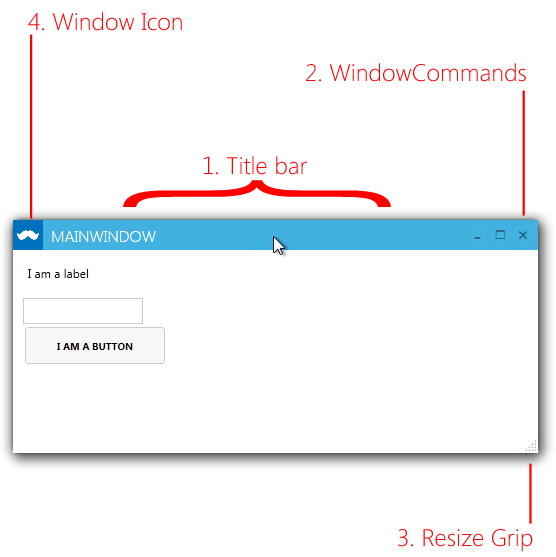 4. Window Icon
2. WindowCommands
1. Title bar
MAINWINDOW
I am a label
I AM A BUTTON
3. Resize Grip